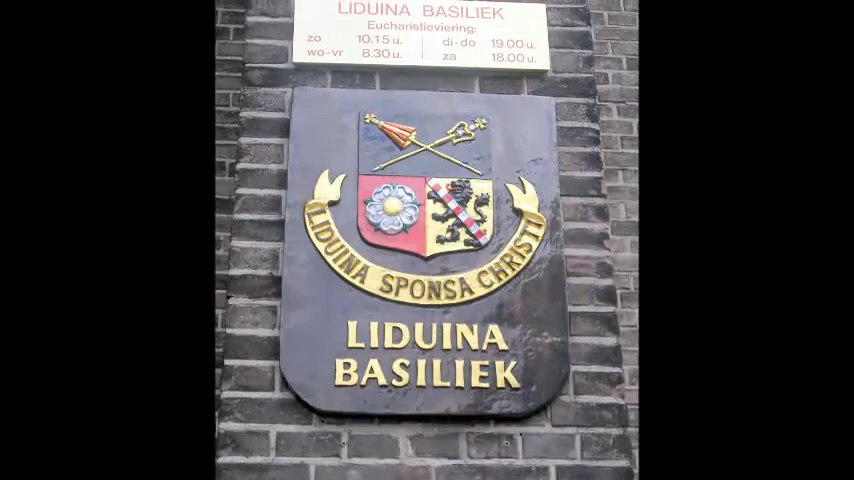 LIDUINA BASILIEK
Eucharistieviering:
zo 10.15 u. di-do 19.00 u.
wo-vr 8.30 u. za 18.00 u.
LIDUINA SPONSA CHRISTI
LIDUINA
BASILIEK